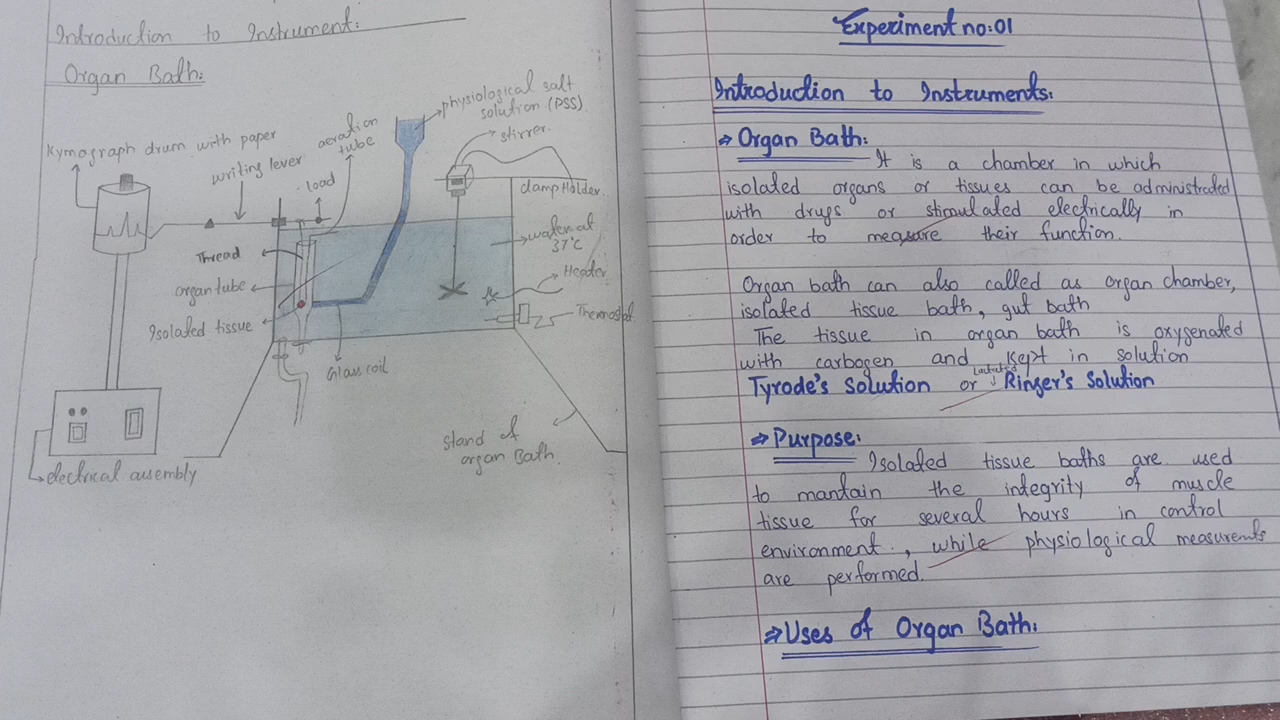 Introduction to Instrument:
Organ Bath:
physiological salt
solution (PSS)
stirrer.
aeration
tube
Kymograph drum with paper
writing lever
load
clampHolder.
water at
37°C
Thread
Header
organ tube
Thermostat
Isolated tissue
Glass coil
Stand of
organ Bath.
electrical assembly
Experiment no:01
Introduction to Instruments:
⇒ Organ Bath:
It is a chamber in which
isolated organs or tissues can be administrated
with drugs or stimulated electrically in
order to measure their function.
Organ bath can also called as organ chamber,
isolated tissue bath, gut bath
The tissue in organ bath is oxygenated
with carbogen and kept in solution
Tyrode's Solution or lactated Ringer's Solution
⇒ Purpose:
Isolated tissue baths are used
to mantain the integrity of muscle
tissue for several hours in control
environment., while physiological measurements
are performed.
⇒ Uses of Organ Bath: